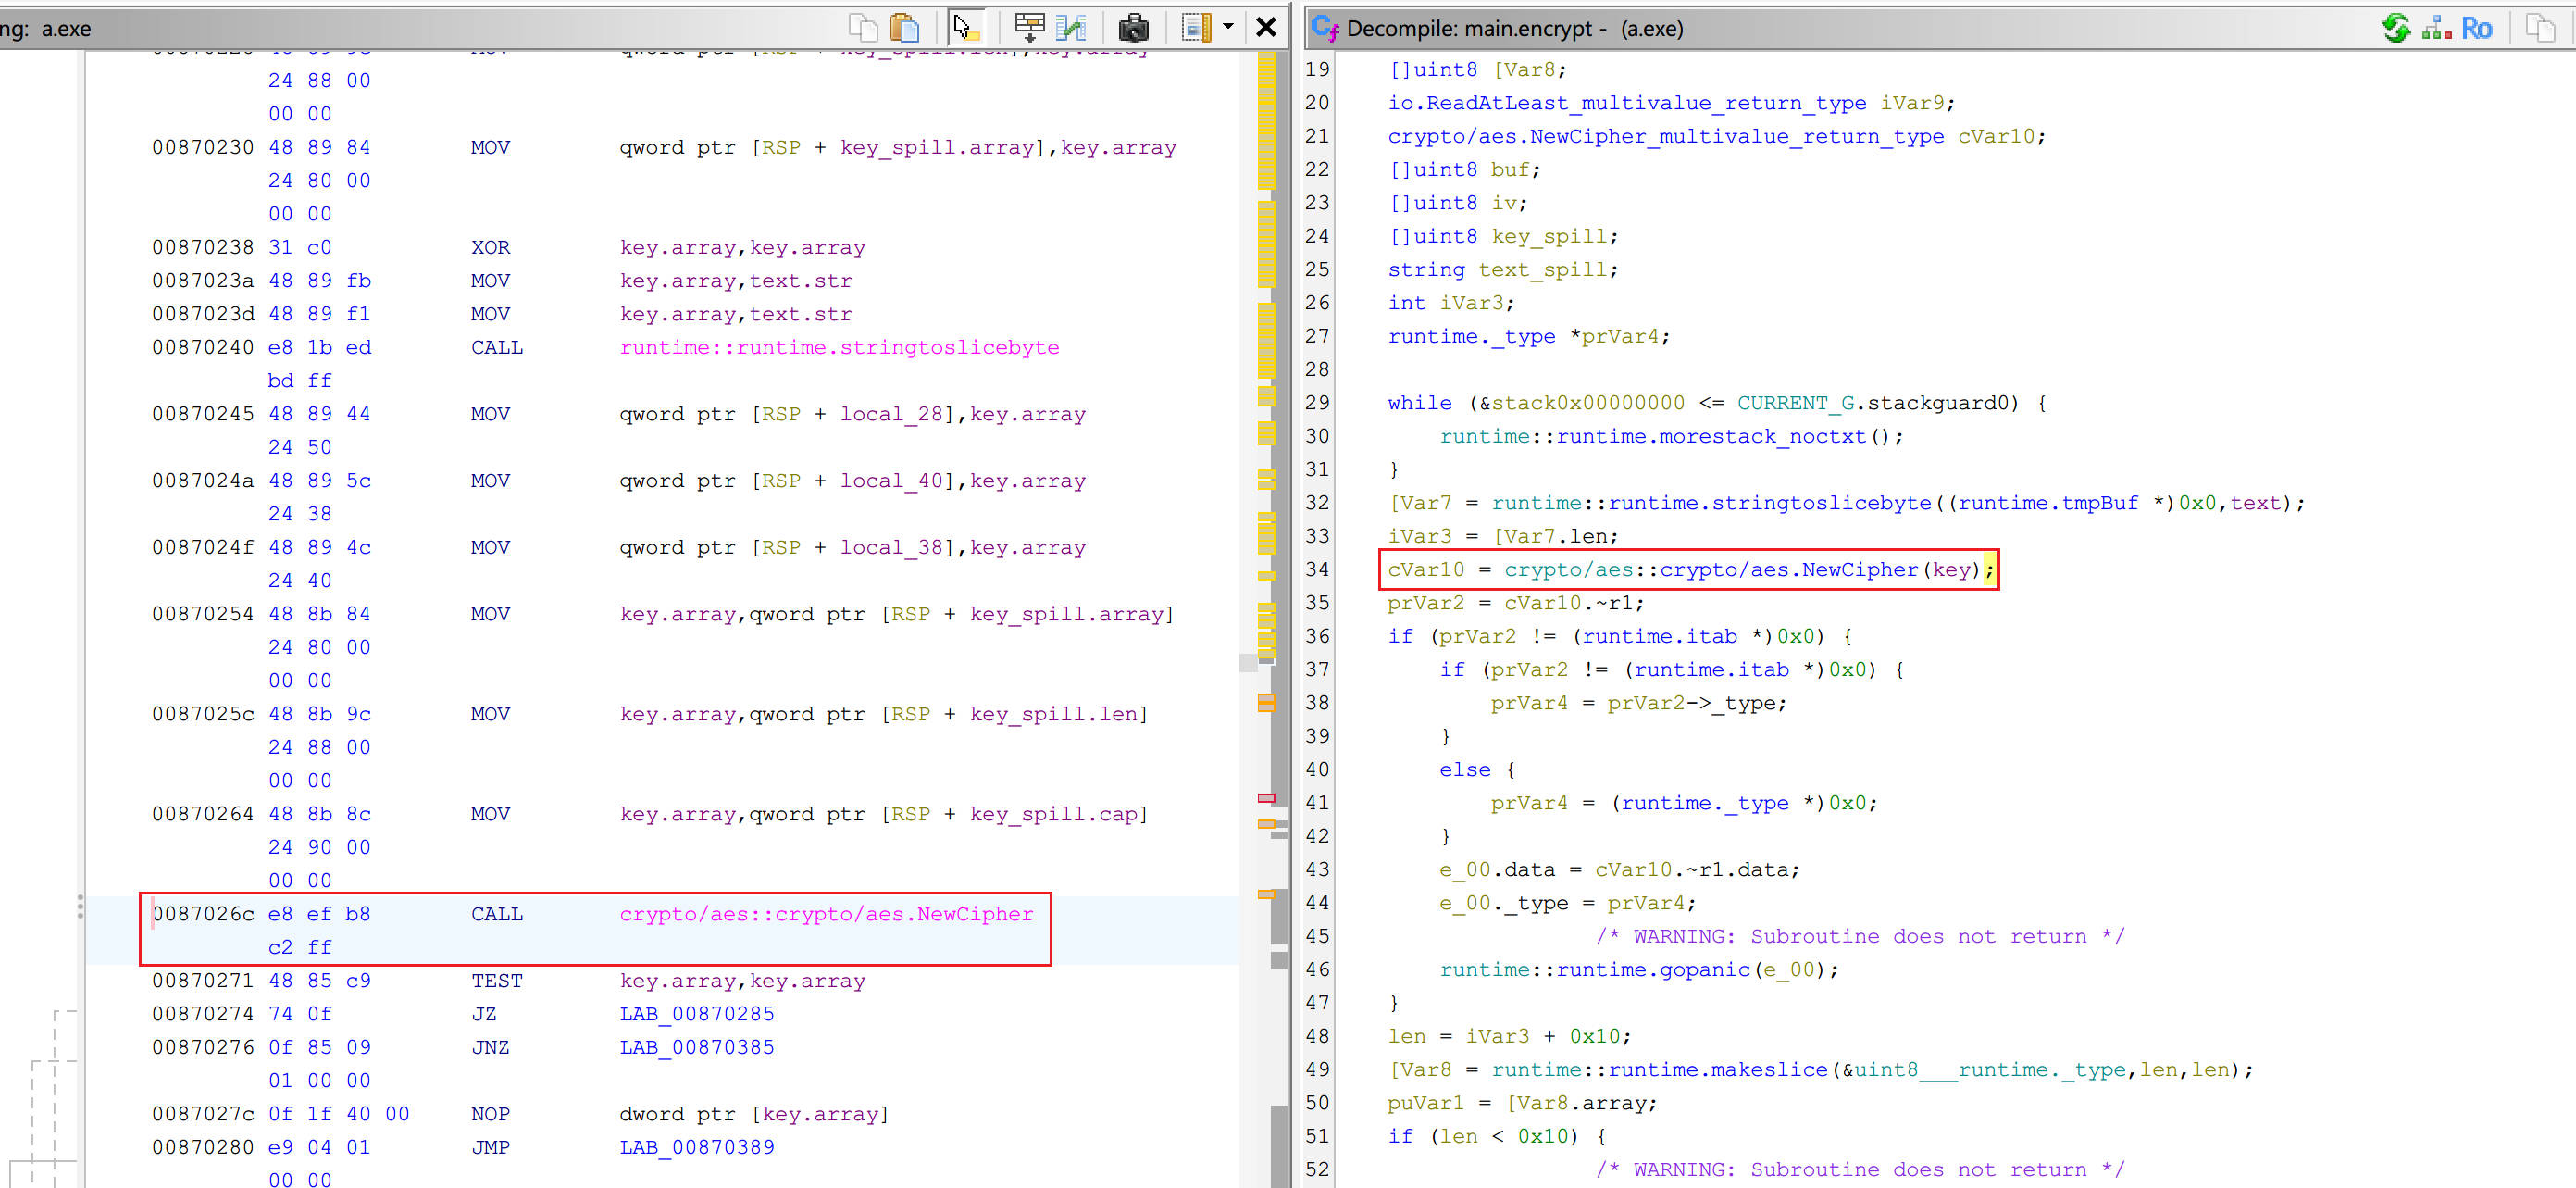 ng: a.exe
24 88 00
00 00
00870230 48 89 84 MOV qword ptr [RSP + key_spill.array],key.array
24 80 00
00 00
00870238 31 c0 XOR key.array,key.array
0087023a 48 89 fb MOV key.array,text.str
0087023d 48 89 f1 MOV key.array,text.str
00870240 e8 1b ed CALL runtime::runtime.stringtoslicebyte
bd ff
00870245 48 89 44 MOV qword ptr [RSP + local_28],key.array
24 50
0087024a 48 89 5c MOV qword ptr [RSP + local_40],key.array
24 38
0087024f 48 89 4c MOV qword ptr [RSP + local_38],key.array
24 40
00870254 48 8b 84 MOV key.array,qword ptr [RSP + key_spill.array]
24 80 00
00 00
0087025c 48 8b 9c MOV key.array,qword ptr [RSP + key_spill.len]
24 88 00
00 00
00870264 48 8b 8c MOV key.array,qword ptr [RSP + key_spill.cap]
24 90 00
00 00
0087026c e8 ef b8 CALL crypto/aes::crypto/aes.NewCipher
c2 ff
00870271 48 85 c9 TEST key.array,key.array
00870274 74 0f JZ LAB_00870285
00870276 0f 85 09 JNZ LAB_00870385
01 00 00
0087027c 0f 1f 40 00 NOP dword ptr [key.array]
00870280 e9 04 01 JMP LAB_00870389
00 00
Decompile: main.encrypt - (a.exe)
Ro
19 []uint8 [Var8;
20 io.ReadAtLeast_multivalue_return_type iVar9;
21 crypto/aes.NewCipher_multivalue_return_type cVar10;
22 []uint8 buf;
23 []uint8 iv;
24 []uint8 key_spill;
25 string text_spill;
26 int iVar3;
27 runtime._type *prVar4;
28
29 while (&stack0x00000000 <= CURRENT_G.stackguard0) {
30 runtime::runtime.morestack_noctxt();
31 }
32 [Var7 = runtime::runtime.stringtoslicebyte((runtime.tmpBuf *)0x0,text);
33 iVar3 = [Var7.len;
34 cVar10 = crypto/aes::crypto/aes.NewCipher(key);
35 prVar2 = cVar10.~r1;
36 if (prVar2 != (runtime.itab *)0x0) {
37 if (prVar2 != (runtime.itab *)0x0) {
38 prVar4 = prVar2->_type;
39 }
40 else {
41 prVar4 = (runtime._type *)0x0;
42 }
43 e_00.data = cVar10.~r1.data;
44 e_00._type = prVar4;
45 /* WARNING: Subroutine does not return */
46 runtime::runtime.gopanic(e_00);
47 }
48 len = iVar3 + 0x10;
49 [Var8 = runtime::runtime.makeslice(&uint8___runtime._type,len,len);
50 puVar1 = [Var8.array;
51 if (len < 0x10) {
52 /* WARNING: Subroutine does not return */